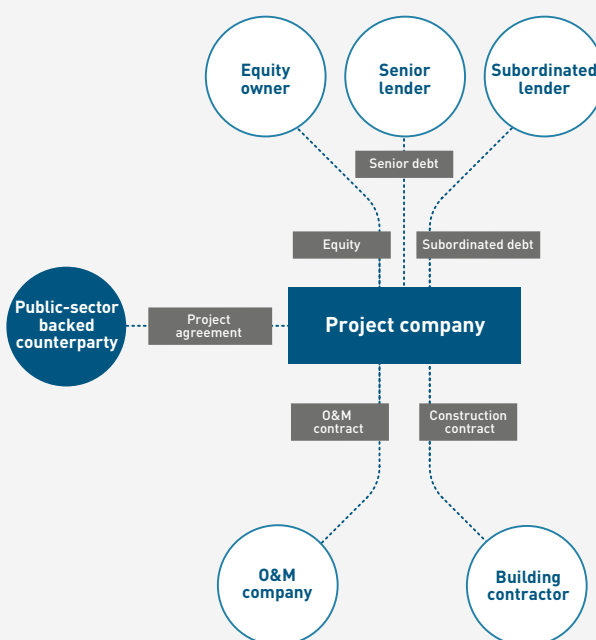 Equity
owner
Senior
lender
Subordinated
lender
Senior debt
Equity
Subordinated debt
Public-sector
backed
counterparty
Project
agreement
Project company
O&M
contract
Construction
contract
O&M
company
Building
contractor